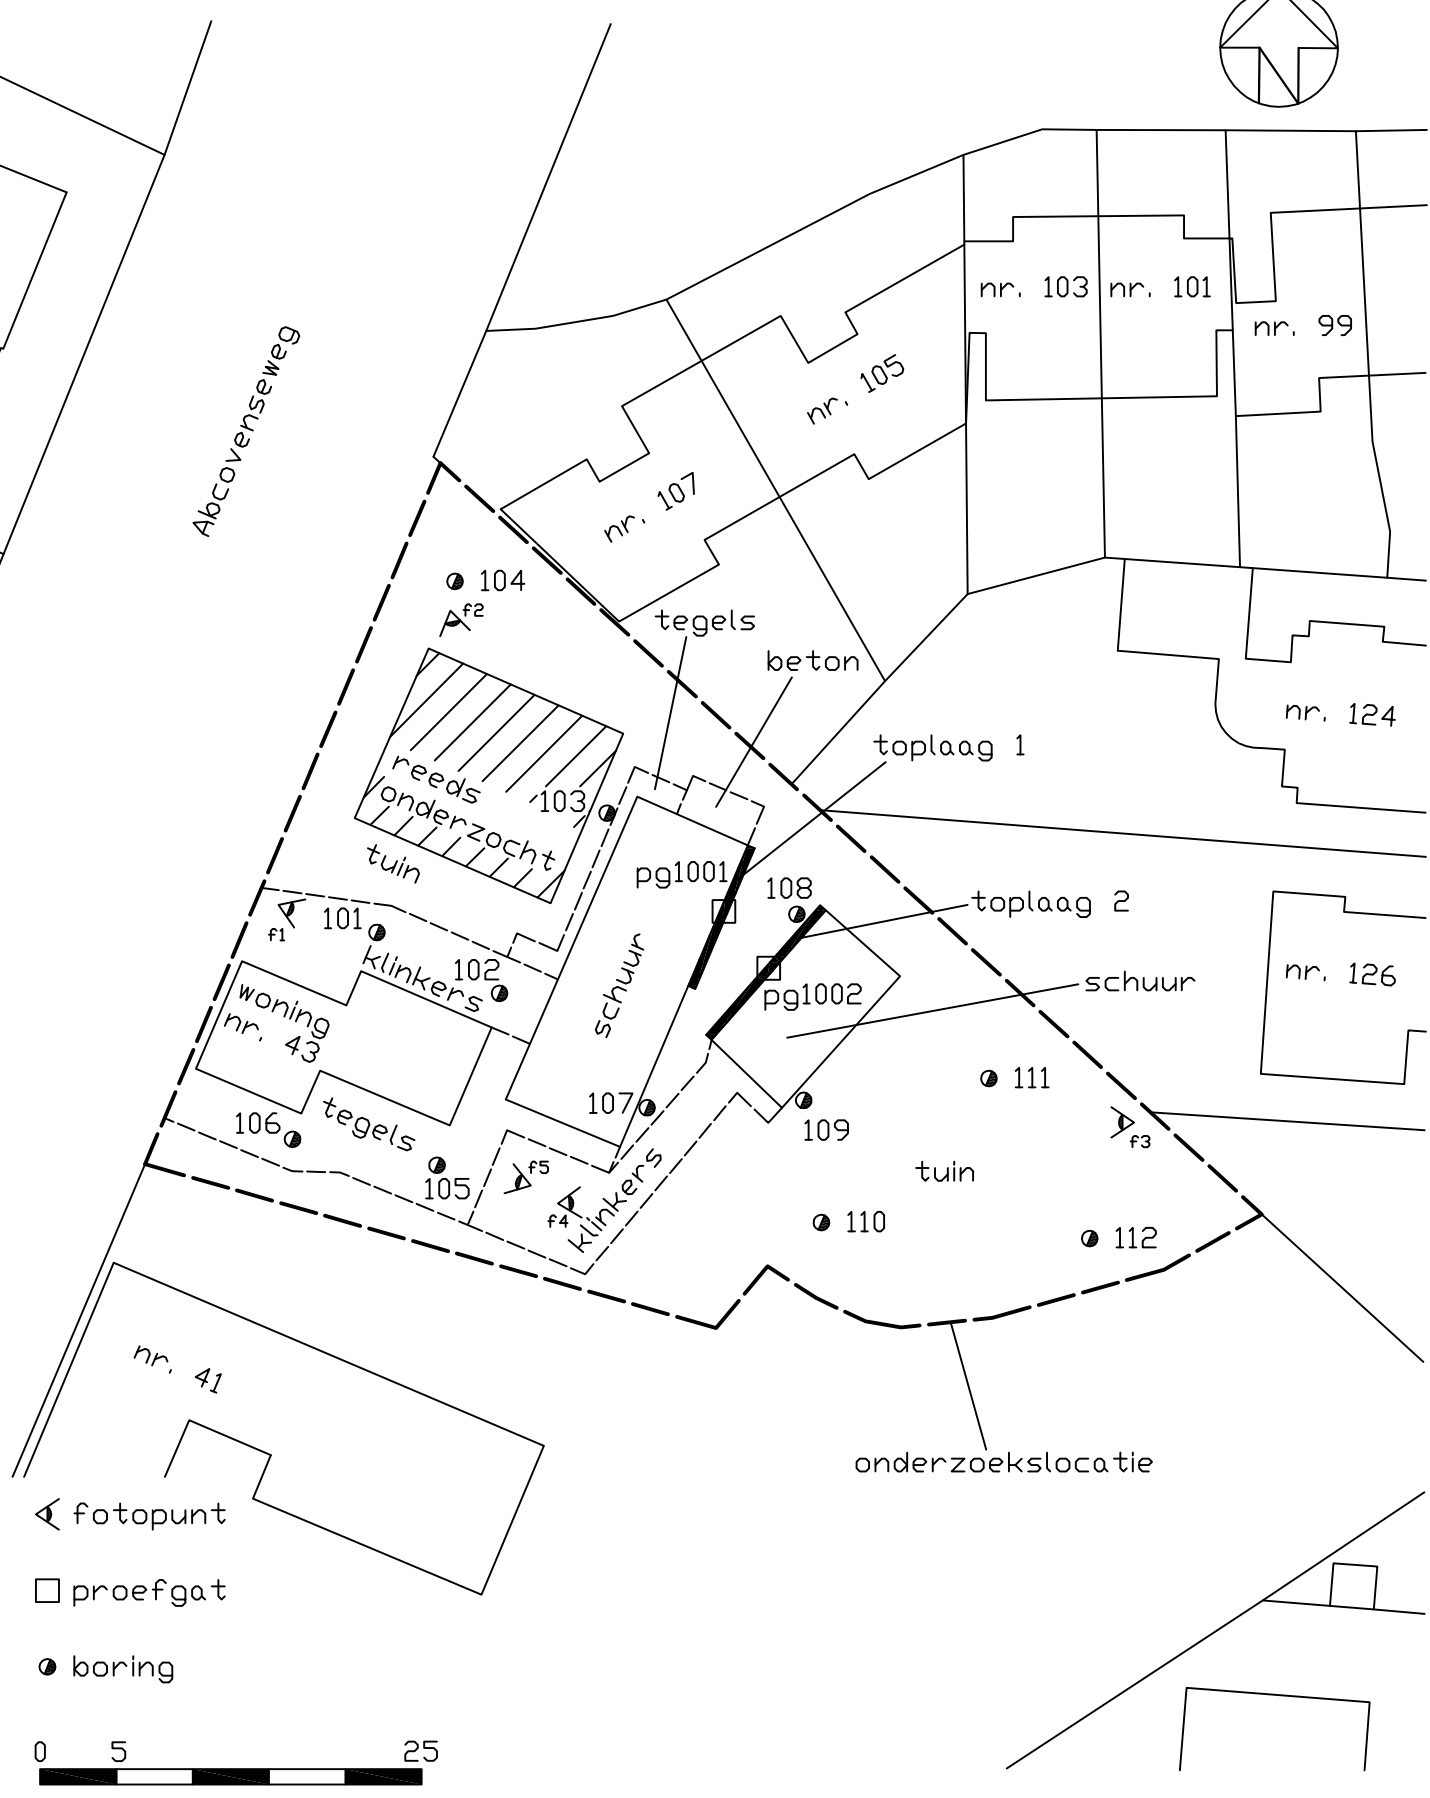 N
nr. 103
nr. 101
nr. 99
Abcovenseweg
nr. 105
nr. 107
104
f2
tegels
beton
nr. 124
toplaag 1
reeds
onderzocht
103
tuin
pg1001
108
toplaag 2
f1
101
klinkers
102
schuur
pg1002
schuur
nr. 126
woning
nr. 43
107
109
111
f3
106
tegels
105
f5
f4
klinkers
tuin
110
112
nr. 41
onderzoekslocatie
fotopunt
proefgat
boring
0 5 25